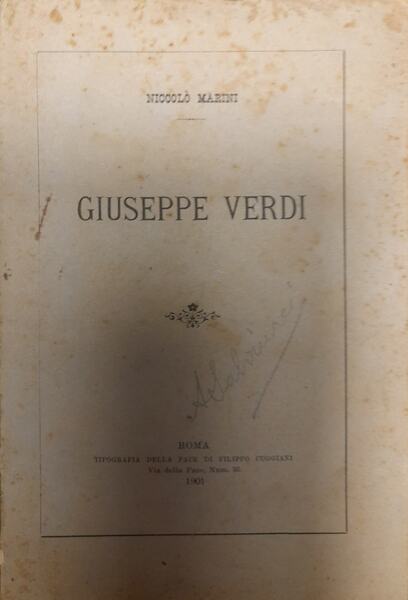 NICCOLÒ MARINI
GIUSEPPE VERDI
ROMA
TIPOGRAFIA DELLA PACE DI FILIPPO CUGGIANI
Via della Pace, Num. 35.
1901